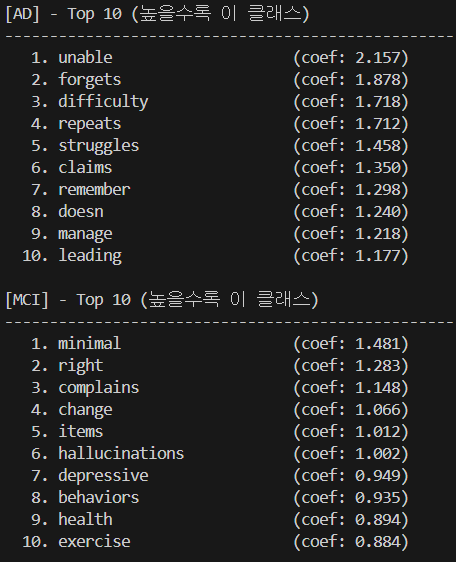 [AD] - Top 10 (높을수록 이 클래스)
--------------------------------------------------
1. unable (coef: 2.157)
2. forgets (coef: 1.878)
3. difficulty (coef: 1.718)
4. repeats (coef: 1.712)
5. struggles (coef: 1.458)
6. claims (coef: 1.350)
7. remember (coef: 1.298)
8. doesn (coef: 1.240)
9. manage (coef: 1.218)
10. leading (coef: 1.177)
[MCI] - Top 10 (높을수록 이 클래스)
--------------------------------------------------
1. minimal (coef: 1.481)
2. right (coef: 1.283)
3. complains (coef: 1.148)
4. change (coef: 1.066)
5. items (coef: 1.012)
6. hallucinations (coef: 1.002)
7. depressive (coef: 0.949)
8. behaviors (coef: 0.935)
9. health (coef: 0.894)
10. exercise (coef: 0.884)